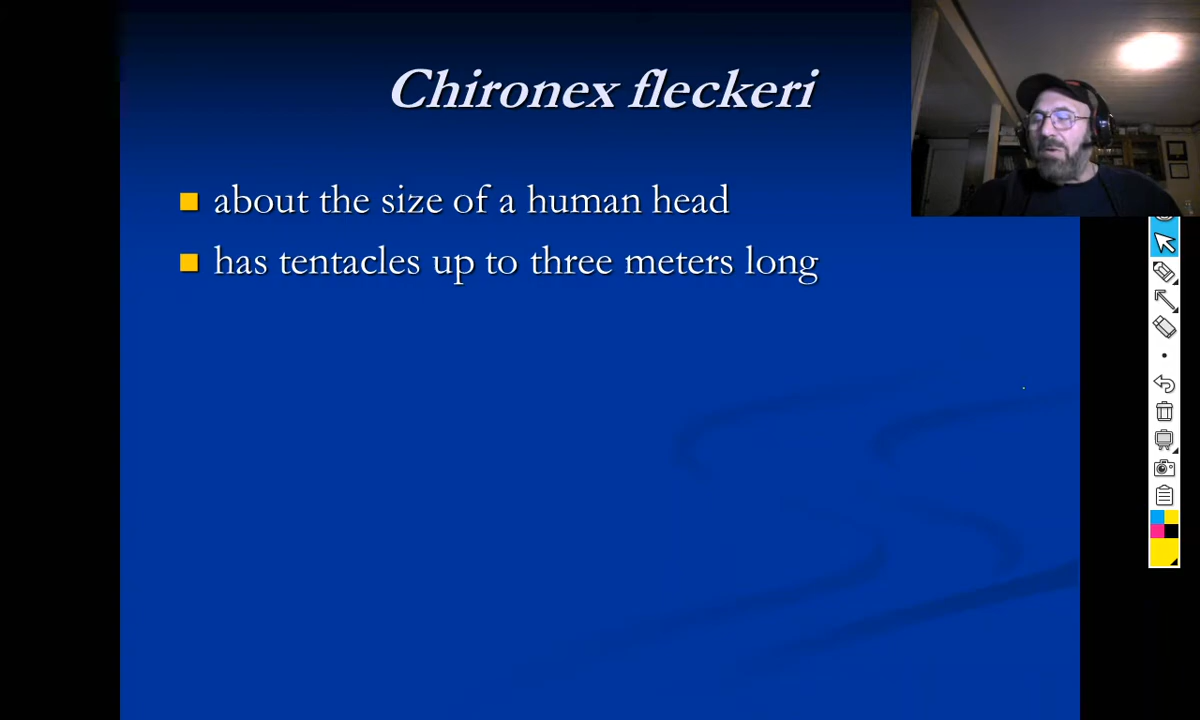 Chironex fleckeri
about the size of a human head
has tentacles up to three meters long